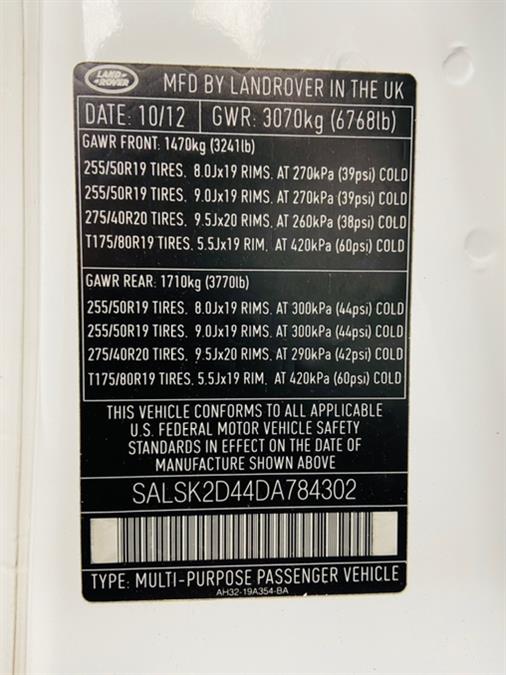 LAND ROVER
MFD BY LANDROVER IN THE UK
DATE: 10/12 GWR: 3070kg (6768lb)
GAWR FRONT: 1470kg (3241lb)
255/50R19 TIRES. 8.0Jx19 RIMS. AT 270kPa (39psi) COLD
255/50R19 TIRES. 9.0Jx19 RIMS. AT 270kPa (39psi) COLD
275/40R20 TIRES. 9.5Jx20 RIMS. AT 260kPa (38psi) COLD
T175/80R19 TIRES. 5.5Jx19 RIM. AT 420kPa (60psi) COLD
GAWR REAR: 1710kg (3770lb)
255/50R19 TIRES. 8.0Jx19 RIMS. AT 300kPa (44psi) COLD
255/50R19 TIRES. 9.0Jx19 RIMS. AT 300kPa (44psi) COLD
275/40R20 TIRES. 9.5Jx20 RIMS. AT 290kPa (42psi) COLD
T175/80R19 TIRES. 5.5Jx19 RIM. AT 420kPa (60psi) COLD
THIS VEHICLE CONFORMS TO ALL APPLICABLE
U.S. FEDERAL MOTOR VEHICLE SAFETY
STANDARDS IN EFFECT ON THE DATE OF
MANUFACTURE SHOWN ABOVE
SALSK2D44DA784302
TYPE: MULTI-PURPOSE PASSENGER VEHICLE
AH32-19A354-BA